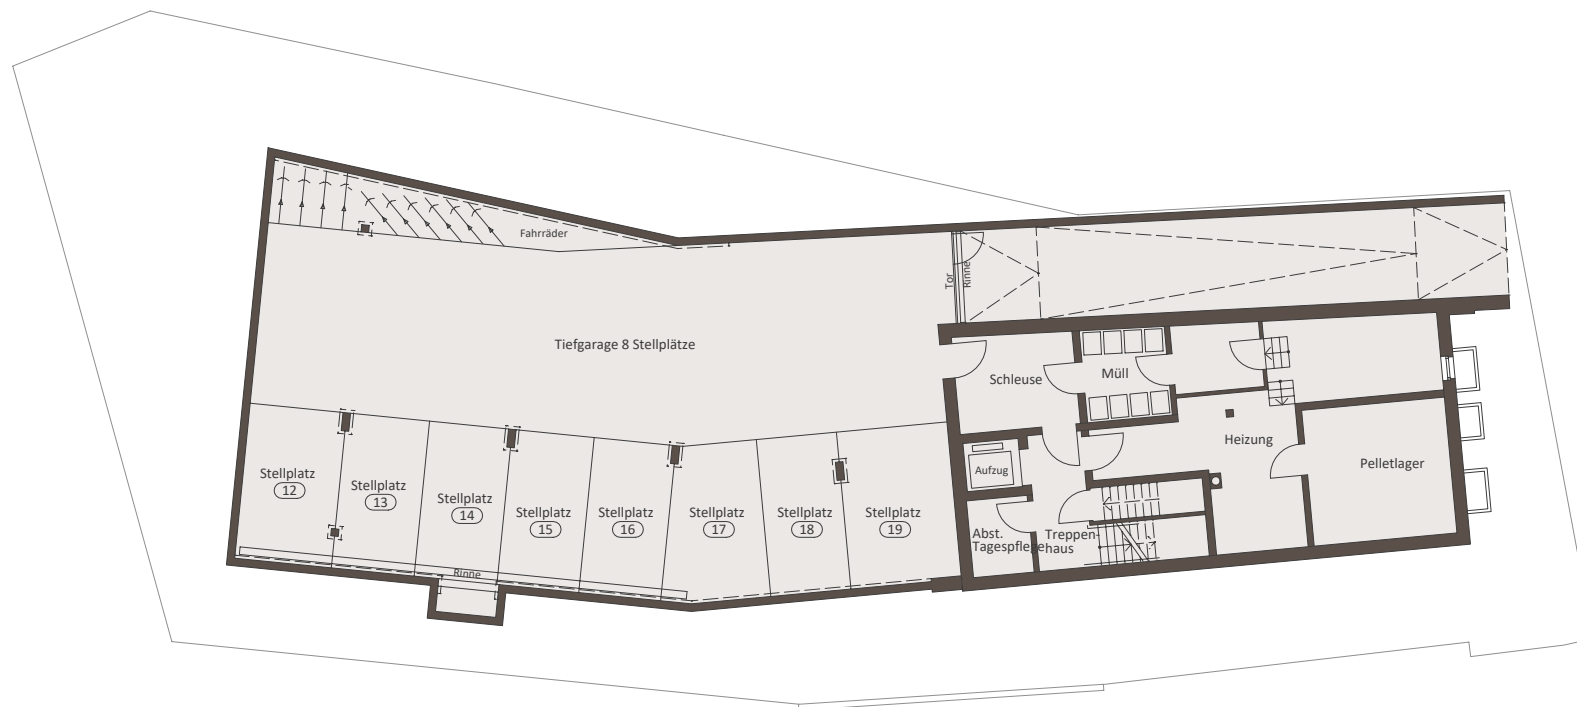 Fahrräder
Tor
Rinne
Tiefgarage 8 Stellplätze
Schleuse
Müll
Heizung
Pelletlager
Aufzug
Stellplatz
12
Stellplatz
13
Stellplatz
14
Stellplatz
15
Stellplatz
16
Stellplatz
17
Stellplatz
18
Stellplatz
19
Abst.
Tagespflege
Treppen-
haus
Rinne